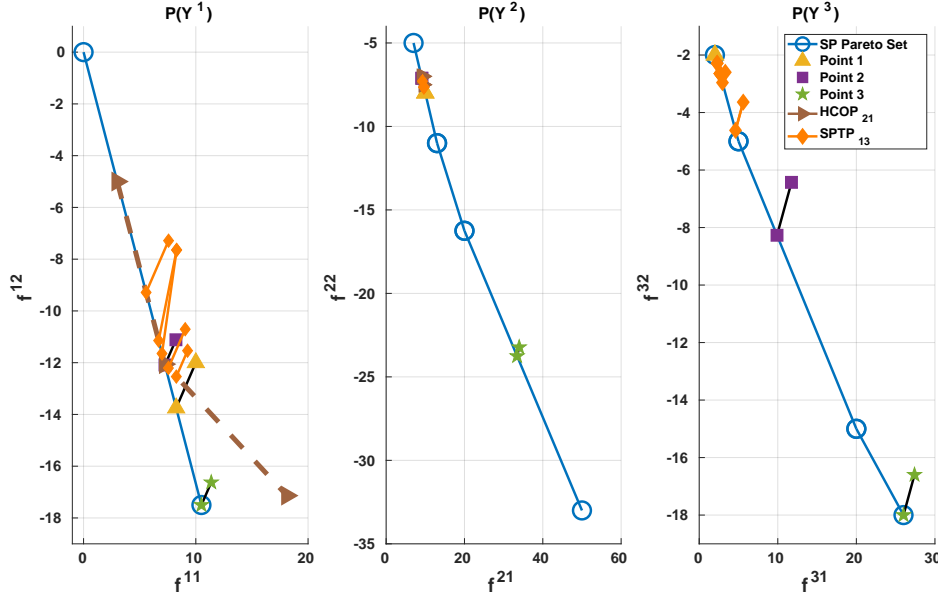 P(Y 1)
P(Y 2)
P(Y 3)
0
-2
-4
-6
-8
-10
-12
-14
-16
-18
0
10
20
f 12
f 11
-5
-10
-15
-20
-25
-30
-35
0
20
40
60
f 22
f 21
-2
-4
-6
-8
-10
-12
-14
-16
-18
0
10
20
30
f 32
f 31
SP Pareto Set
Point 1
Point 2
Point 3
HCOP 21
SPTP 13